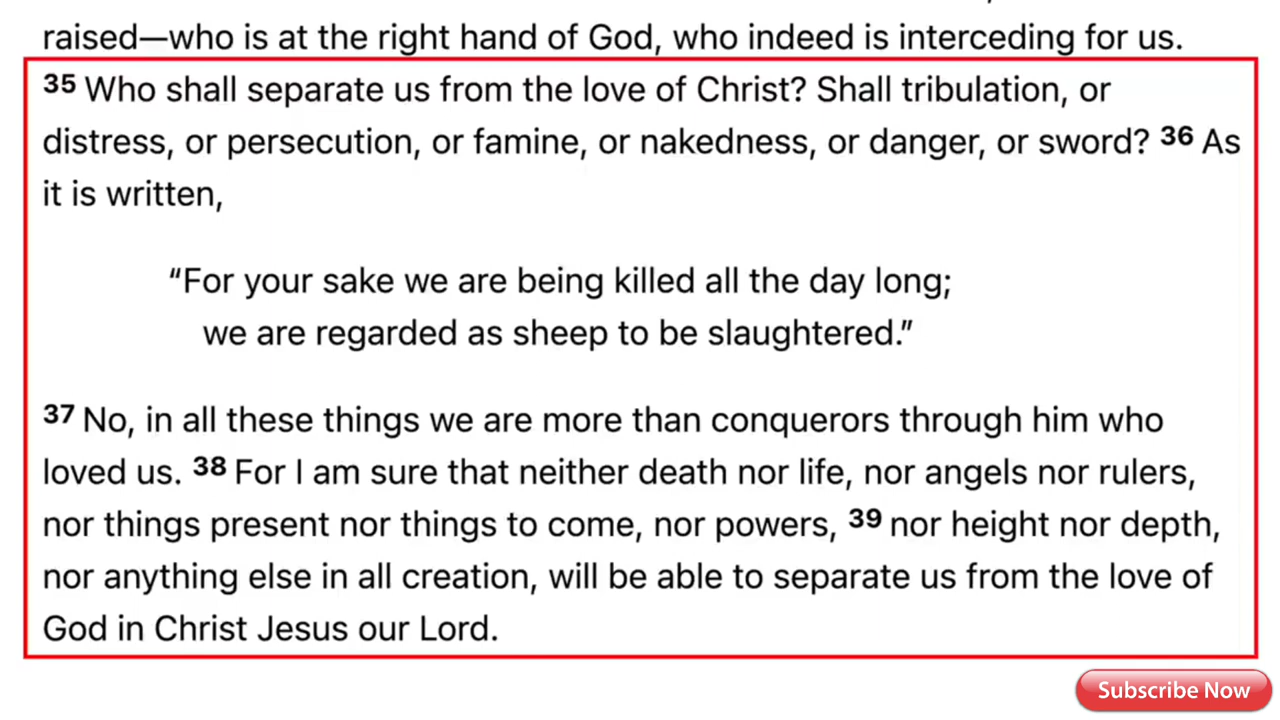 raised—who is at the right hand of God, who indeed is interceding for us.
35 Who shall separate us from the love of Christ? Shall tribulation, or
distress, or persecution, or famine, or nakedness, or danger, or sword? 36 As
it is written,
“For your sake we are being killed all the day long;
we are regarded as sheep to be slaughtered.”
37 No, in all these things we are more than conquerors through him who
loved us. 38 For I am sure that neither death nor life, nor angels nor rulers,
nor things present nor things to come, nor powers, 39 nor height nor depth,
nor anything else in all creation, will be able to separate us from the love of
God in Christ Jesus our Lord.
Subscribe Now